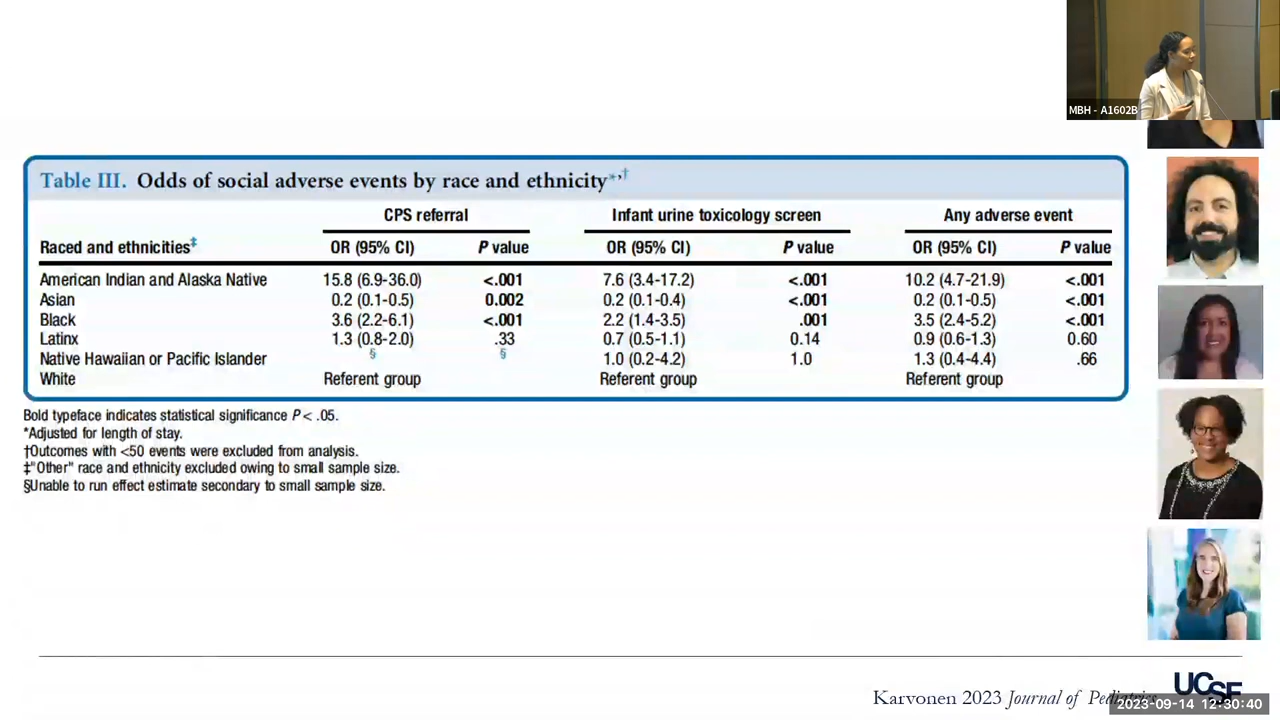 MBH - A1602B
Table III. Odds of social adverse events by race and ethnicity*,†
CPS referral Infant urine toxicology screen Any adverse event
Raced and ethnicities‡ OR (95% CI) P value OR (95% CI) P value OR (95% CI) P value
American Indian and Alaska Native 15.8 (6.9-36.0) <.001 7.6 (3.4-17.2) <.001 10.2 (4.7-21.9) <.001
Asian 0.2 (0.1-0.5) 0.002 0.2 (0.1-0.4) <.001 0.2 (0.1-0.5) <.001
Black 3.6 (2.2-6.1) <.001 2.2 (1.4-3.5) .001 3.5 (2.4-5.2) <.001
Latinx 1.3 (0.8-2.0) .33 0.7 (0.5-1.1) 0.14 0.9 (0.6-1.3) 0.60
Native Hawaiian or Pacific Islander § § 1.0 (0.2-4.2) 1.0 1.3 (0.4-4.4) .66
White Referent group Referent group Referent group
Bold typeface indicates statistical significance P < .05.
*Adjusted for length of stay.
†Outcomes with <50 events were excluded from analysis.
‡"Other" race and ethnicity excluded owing to small sample size.
§Unable to run effect estimate secondary to small sample size.
Karvonen 2023 Journal of Pediatrics
UCSF
2023-09-14 12:30:40